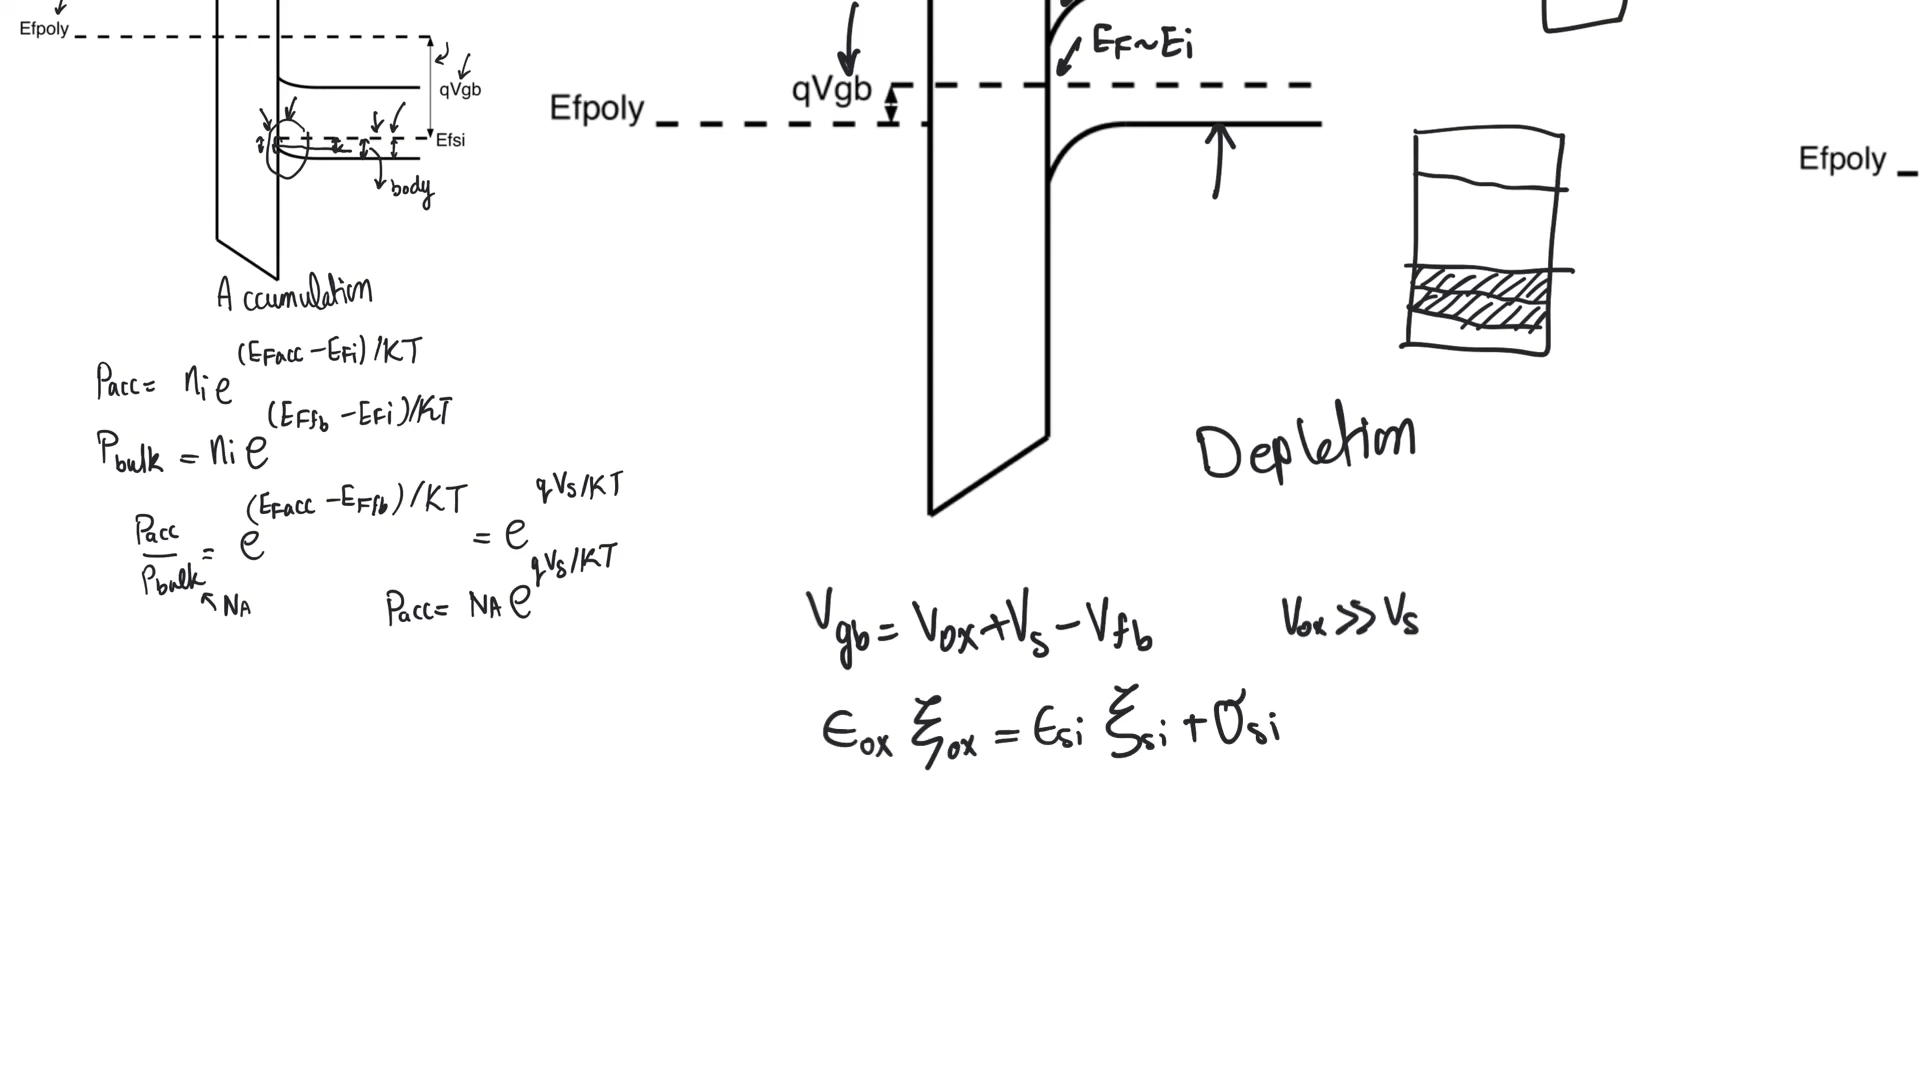 Efpoly
qVgb
Efsi
body
Accumulation
Pacc = ni e^(EFacc - EFi)/KT
Pbulk = ni e^(EFfb - EFi)/KT
Pacc/Pbulk = e^(EFacc - EFfb)/KT = e^qVs/KT
NA
Pacc = NA e^qVs/KT
EF~Ei
qVgb
Efpoly
Depletion
Vgb = Vox + Vs - Vfb
Vox >> Vs
ϵox ξox = ϵsi ξsi + σsi
Efpoly